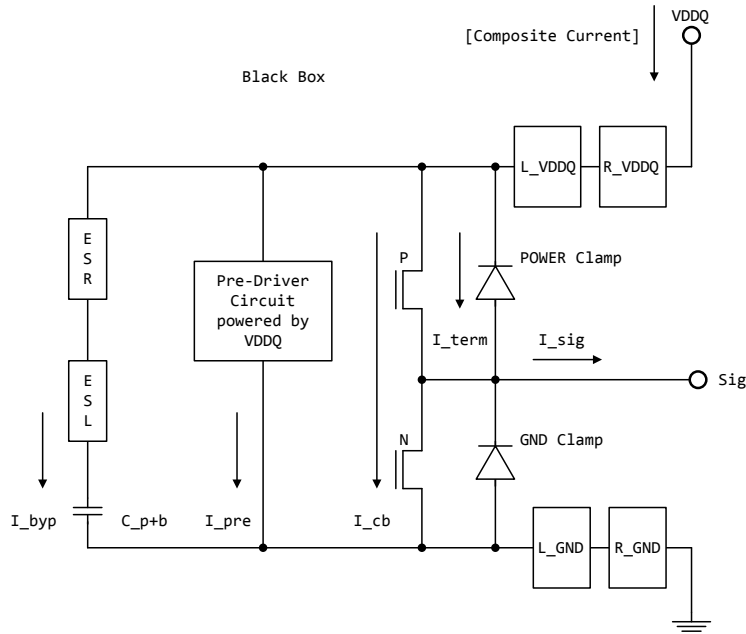 VDDQ
[Composite Current]
Black Box
L_VDDQ
R_VDDQ
E
S
R
P
POWER Clamp
Pre-Driver
Circuit
powered by
VDDQ
I_term
I_sig
Sig
E
S
L
N
GND Clamp
I_byp
C_p+b
I_pre
I_cb
L_GND
R_GND